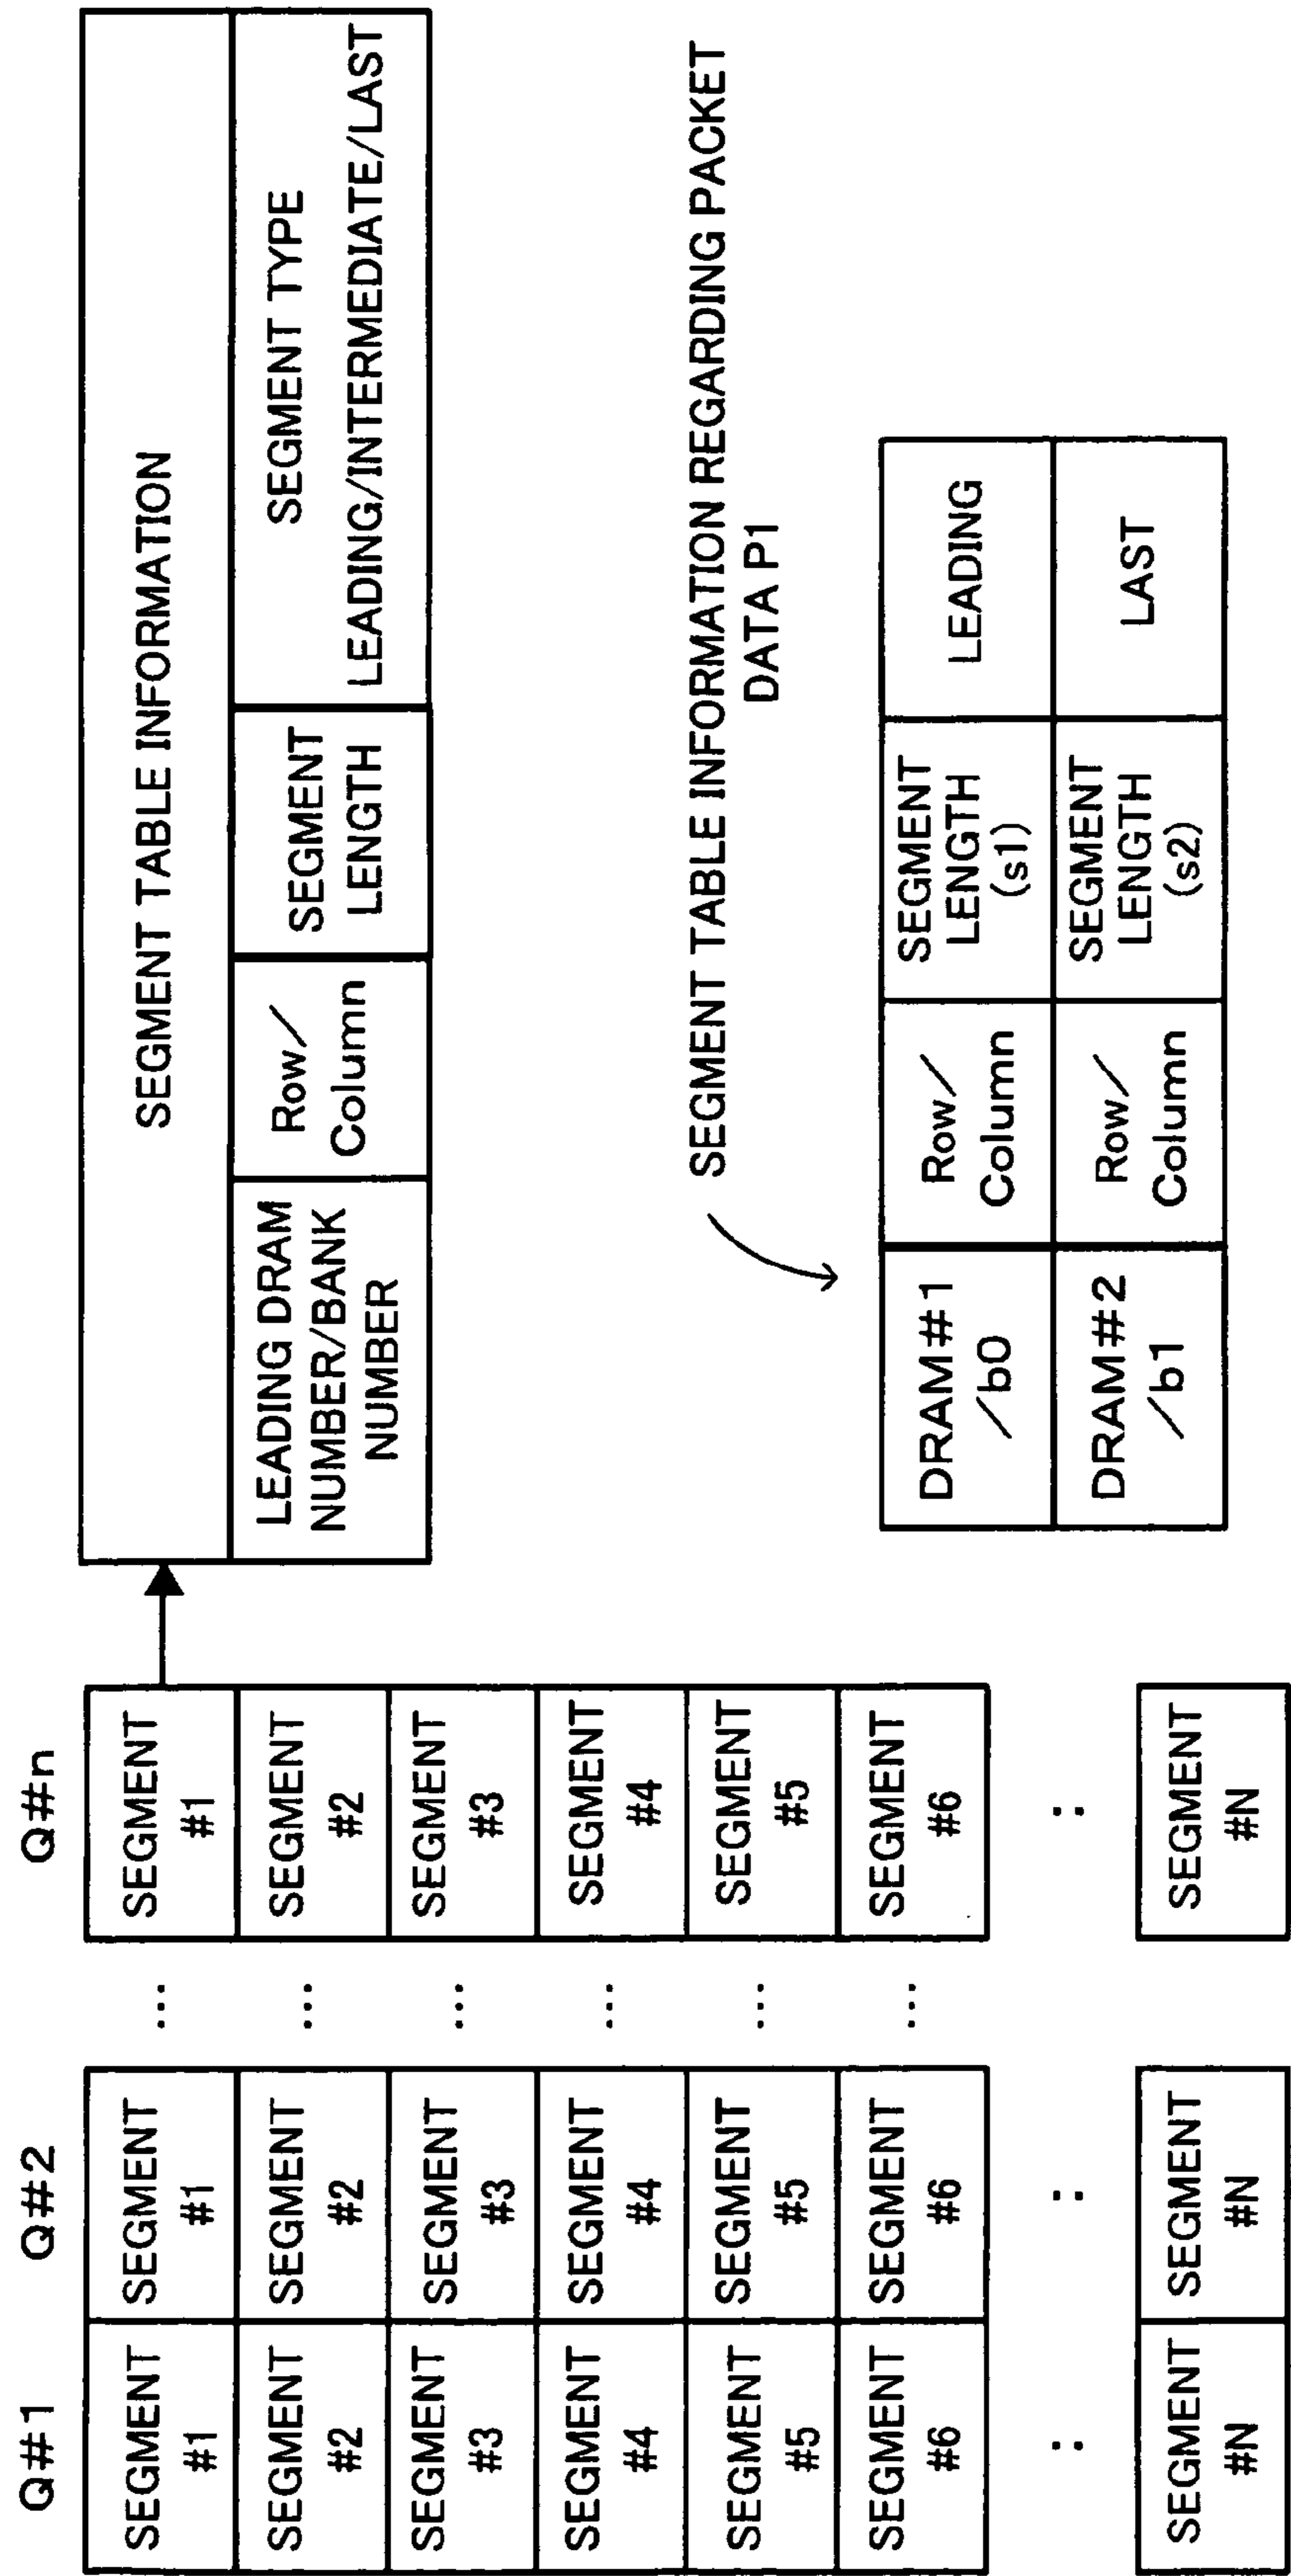 Q#1 Q#2 Q#n
SEGMENT #1 SEGMENT #1 ... SEGMENT #1
SEGMENT #2 SEGMENT #2 ... SEGMENT #2
SEGMENT #3 SEGMENT #3 ... SEGMENT #3
SEGMENT #4 SEGMENT #4 ... SEGMENT #4
SEGMENT #5 SEGMENT #5 ... SEGMENT #5
SEGMENT #6 SEGMENT #6 ... SEGMENT #6
: : :
SEGMENT #N SEGMENT #N SEGMENT #N
SEGMENT TABLE INFORMATION
LEADING DRAM
NUMBER/BANK
NUMBER
Row/
Column
SEGMENT
LENGTH
SEGMENT TYPE
LEADING/INTERMEDIATE/LAST
SEGMENT TABLE INFORMATION REGARDING PACKET
DATA P1
DRAM#1
/b0
Row/
Column
SEGMENT
LENGTH
(s1)
LEADING
DRAM#2
/b1
Row/
Column
SEGMENT
LENGTH
(s2)
LAST